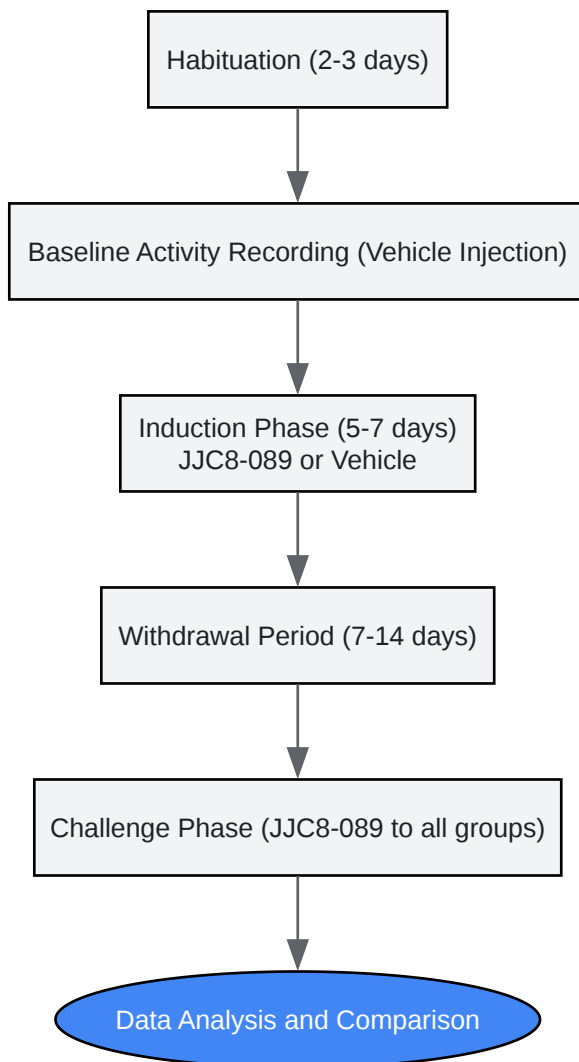 Habituation (2-3 days)
Baseline Activity Recording (Vehicle Injection)
Induction Phase (5-7 days)
JJC8-089 or Vehicle
Withdrawal Period (7-14 days)
Challenge Phase (JJC8-089 to all groups)
Data Analysis and Comparison